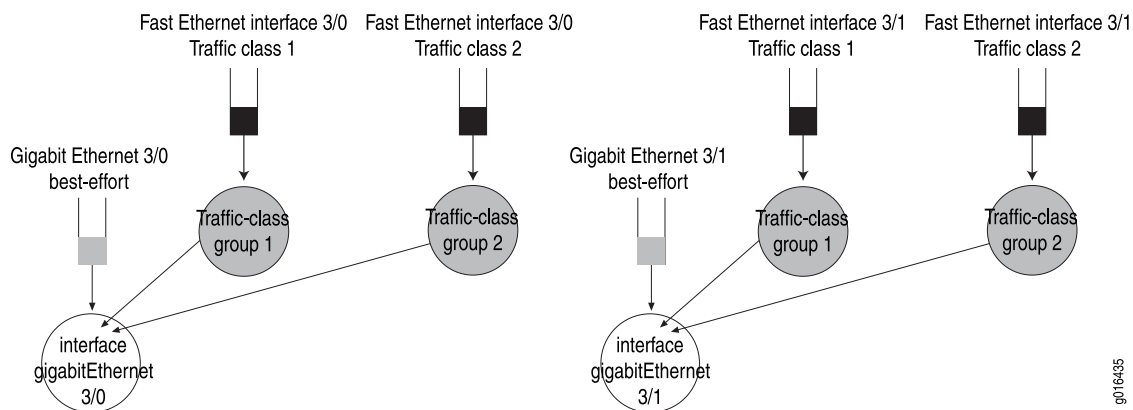 Fast Ethernet interface 3/0
Traffic class 1
Fast Ethernet interface 3/0
Traffic class 2
Gigabit Ethernet 3/0
best-effort
Traffic-class
group 1
Traffic-class
group 2
interface
gigabitEthernet
3/0
Fast Ethernet interface 3/1
Traffic class 1
Fast Ethernet interface 3/1
Traffic class 2
Gigabit Ethernet 3/1
best-effort
Traffic-class
group 1
Traffic-class
group 2
interface
gigabitEthernet
3/1
g016435